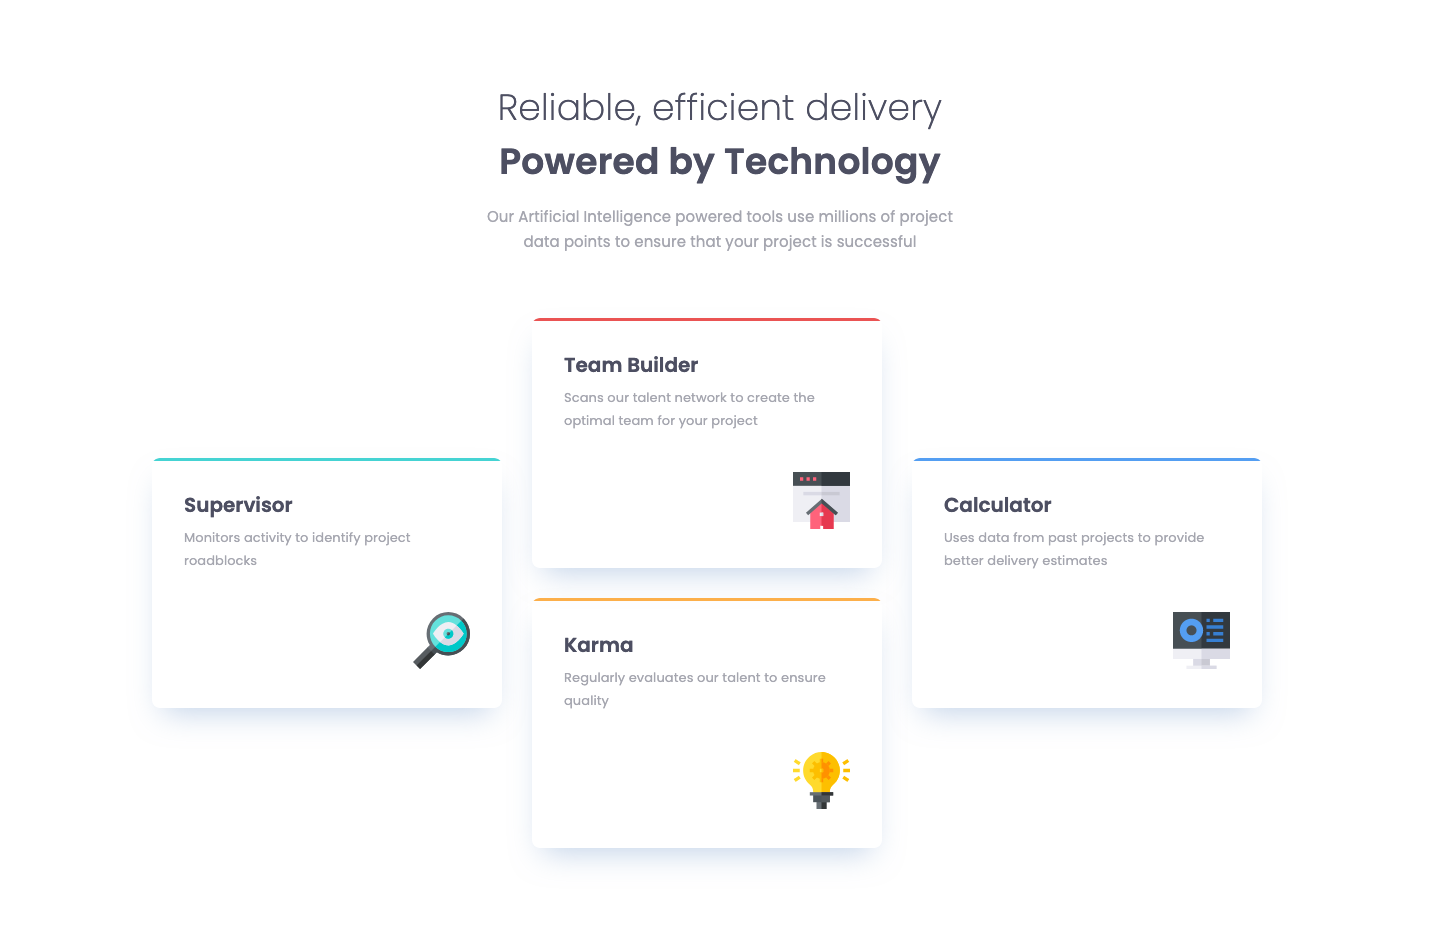 Reliable, efficient delivery
Powered by Technology
Our Artificial Intelligence powered tools use millions of project
data points to ensure that your project is successful
Team Builder
Scans our talent network to create the
optimal team for your project
Supervisor
Monitors activity to identify project
roadblocks
Calculator
Uses data from past projects to provide
better delivery estimates
Karma
Regularly evaluates our talent to ensure
quality